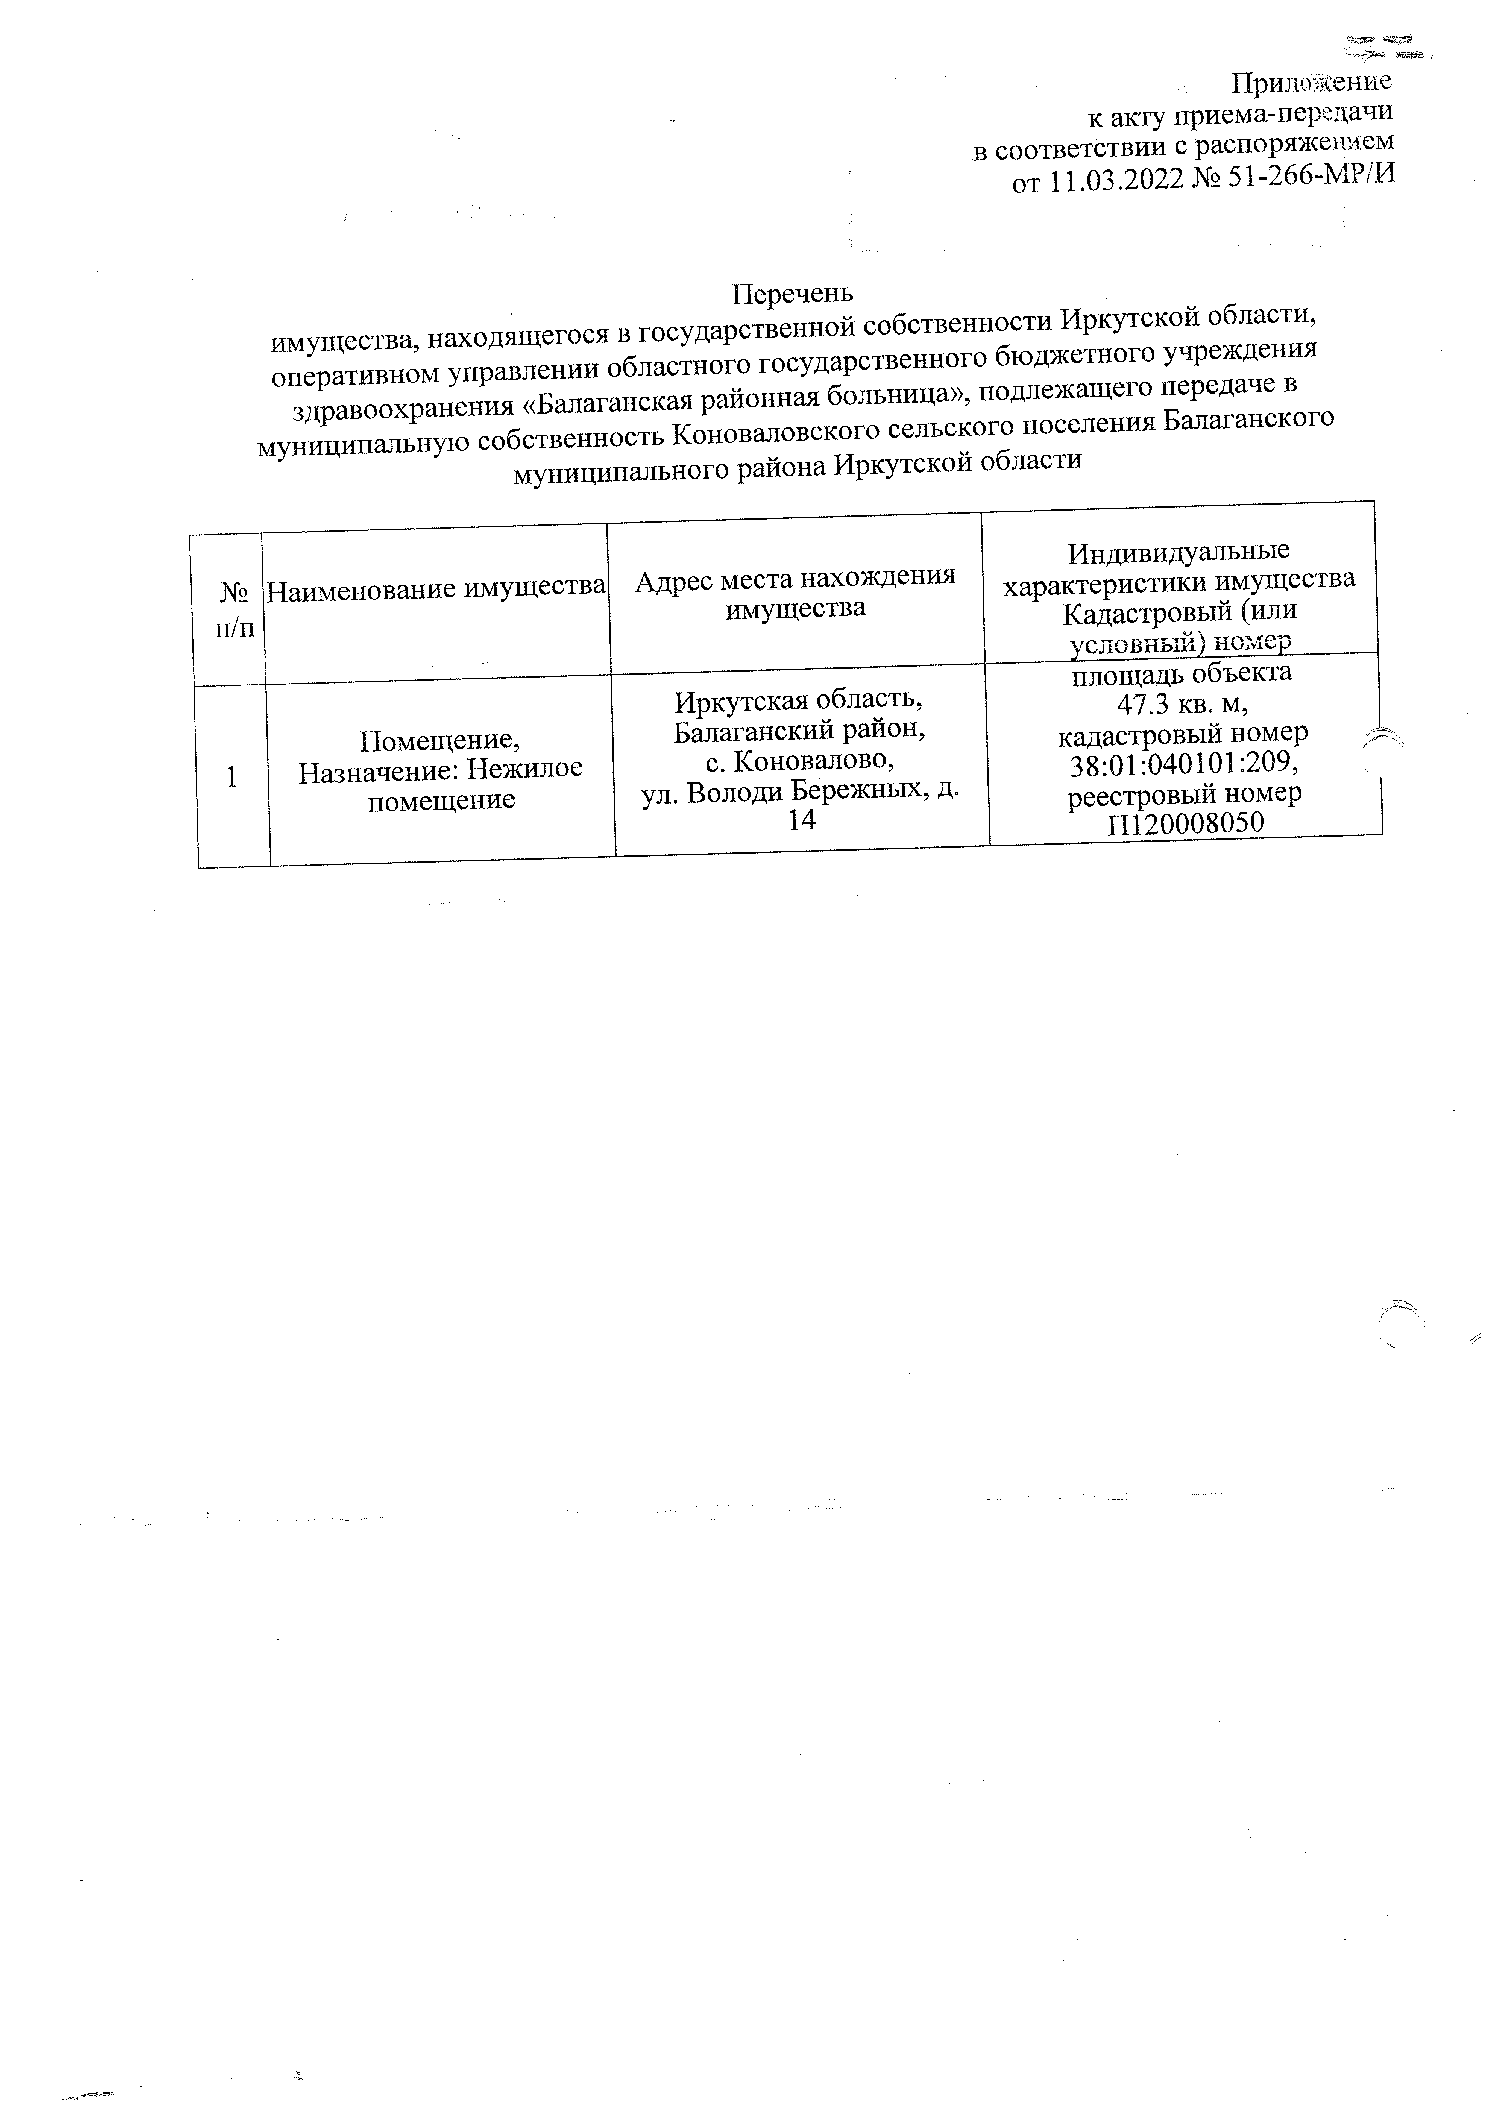 Приложение
к акту приема-передачи
в соответствии с распоряжением
от 11.03.2022 № 51-266-МР/И
Перечень
имущества, находящегося в государственной собственности Иркутской области,
оперативном управлении областного государственного бюджетного учреждения
здравоохранения «Балаганская районная больница», подлежащего передаче в
муниципальную собственность Коноваловского сельского поселения Балаганского
муниципального района Иркутской области
№
п/п
Наименование имущества
Адрес места нахождения
имущества
Индивидуальные
характеристики имущества
Кадастровый (или
условный) номер
1
Помещение,
Назначение: Нежилое
помещение
Иркутская область,
Балаганский район,
с. Коновалово,
ул. Володи Бережных, д.
14
площадь объекта
47.3 кв. м,
кадастровый номер
38:01:040101:209,
реестровый номер
П120008050